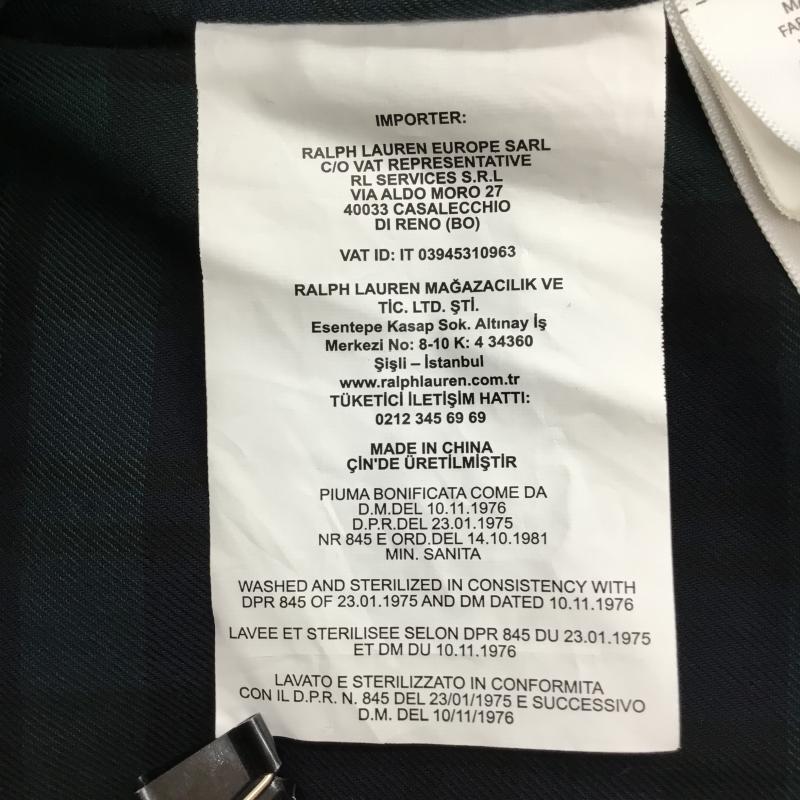 IMPORTER:
RALPH LAUREN EUROPE SARL
C/O VAT REPRESENTATIVE
RL SERVICES S.R.L
VIA ALDO MORO 27
40033 CASALECCHIO
DI RENO (BO)
VAT ID: IT 03945310963
RALPH LAUREN MAĞAZACILIK VE
TİC. LTD. ŞTİ.
Esentepe Kasap Sok. Altınay İş
Merkezi No: 8-10 K: 4 34360
Şişli – İstanbul
www.ralphlauren.com.tr
TÜKETİCİ İLETİŞİM HATTI:
0212 345 69 69
MADE IN CHINA
ÇİN'DE ÜRETİLMİŞTİR
PIUMA BONIFICATA COME DA
D.M.DEL 10.11.1976
D.P.R.DEL 23.01.1975
NR 845 E ORD.DEL 14.10.1981
MIN. SANITA
WASHED AND STERILIZED IN CONSISTENCY WITH
DPR 845 OF 23.01.1975 AND DM DATED 10.11.1976
LAVEE ET STERILISEE SELON DPR 845 DU 23.01.1975
ET DM DU 10.11.1976
LAVATO E STERILIZZATO IN CONFORMITA
CON IL D.P.R. N. 845 DEL 23/01/1975 E SUCCESSIVO
D.M. DEL 10/11/1976